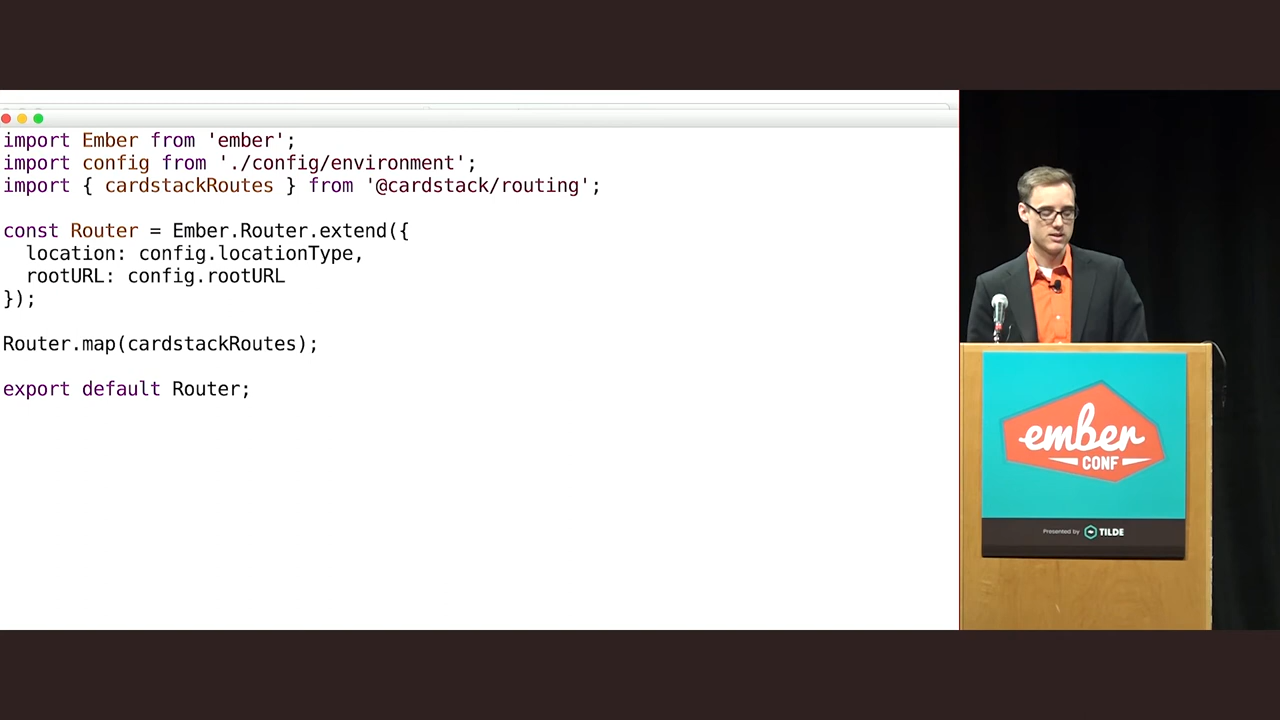 import Ember from 'ember';
import config from './config/environment';
import { cardstackRoutes } from '@cardstack/routing';
const Router = Ember.Router.extend({
  location: config.locationType,
  rootURL: config.rootURL
});
Router.map(cardstackRoutes);
export default Router;
ember
CONF
Presented by TILDE